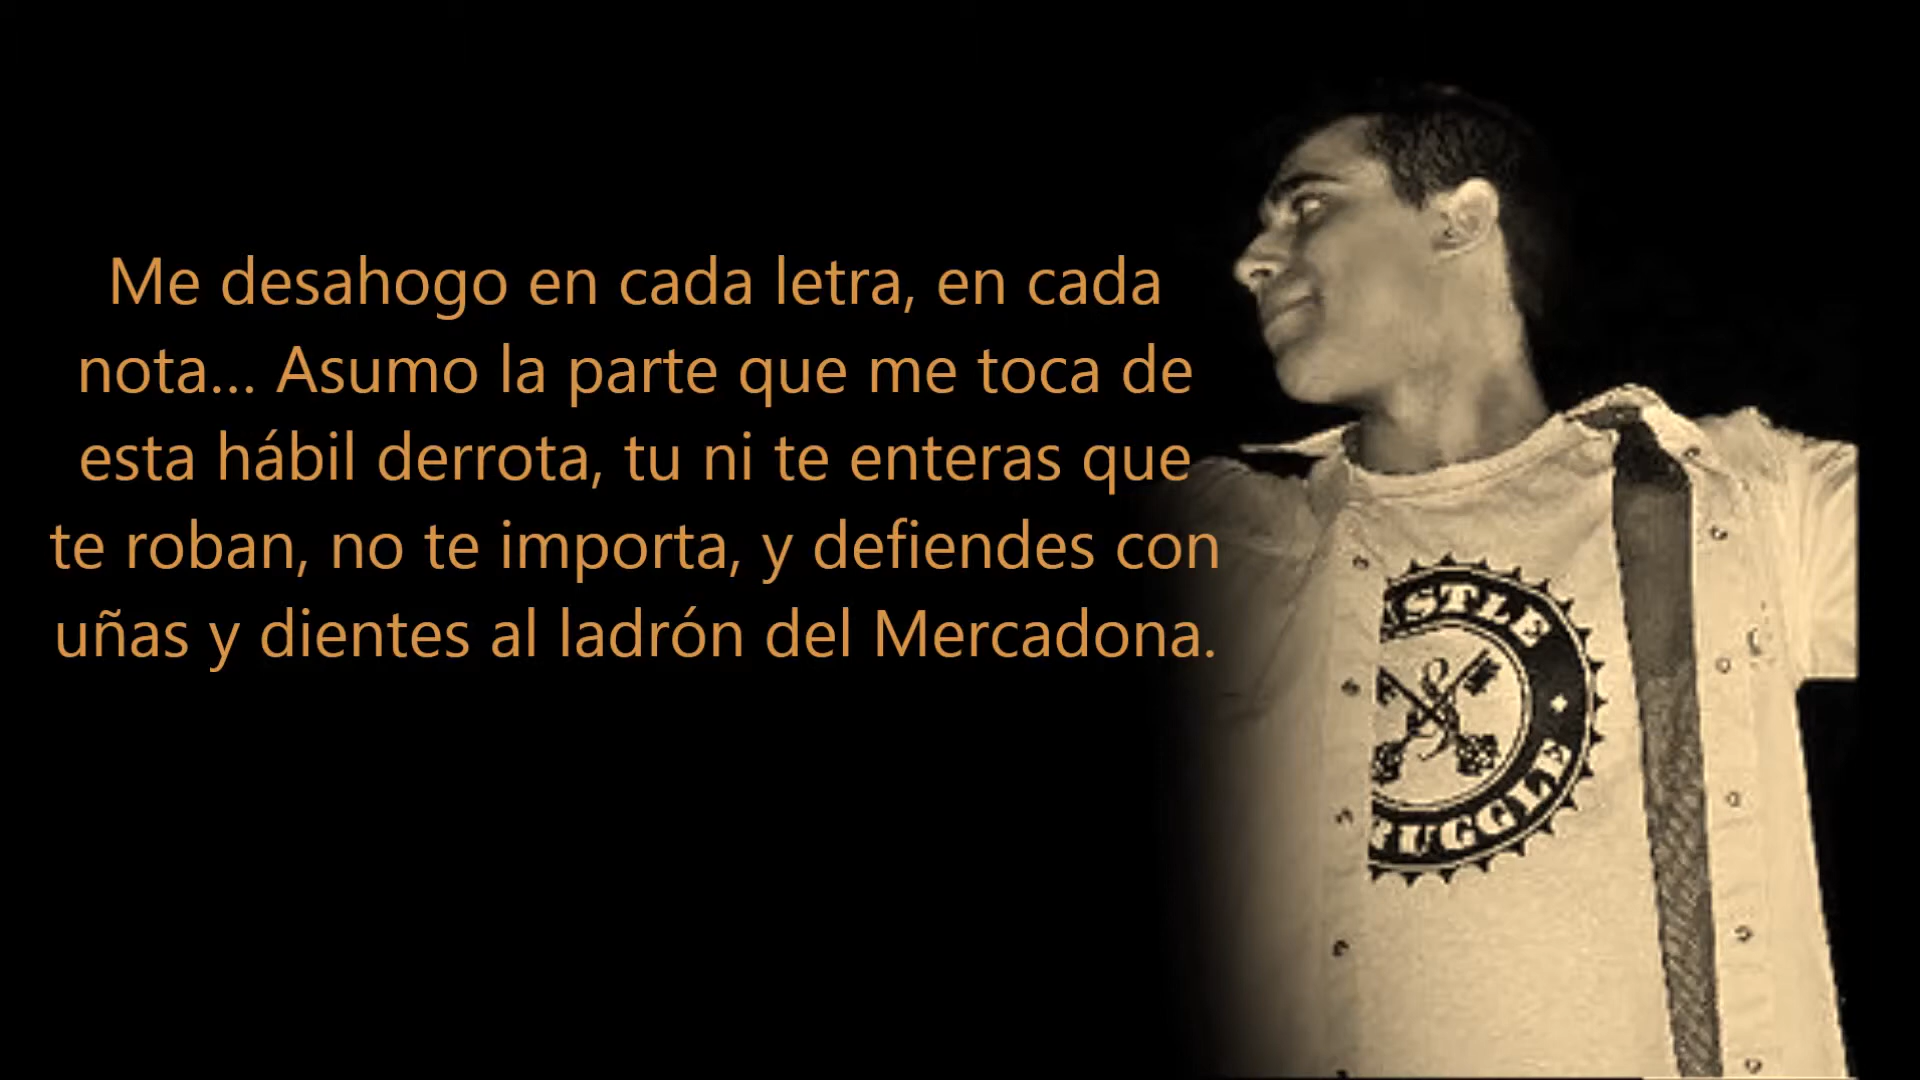 Me desahogo en cada letra, en cada
nota... Asumo la parte que me toca de
esta hábil derrota, tu ni te enteras que
te roban, no te importa, y defiendes con
uñas y dientes al ladrón del Mercadona.